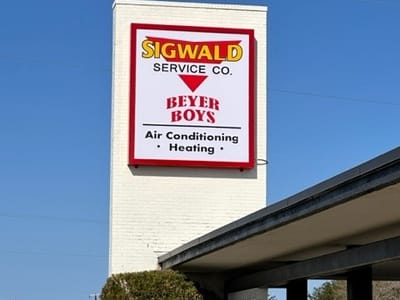 SIGWALD
SERVICE CO.
BEYER
BOYS
Air Conditioning
· Heating ·